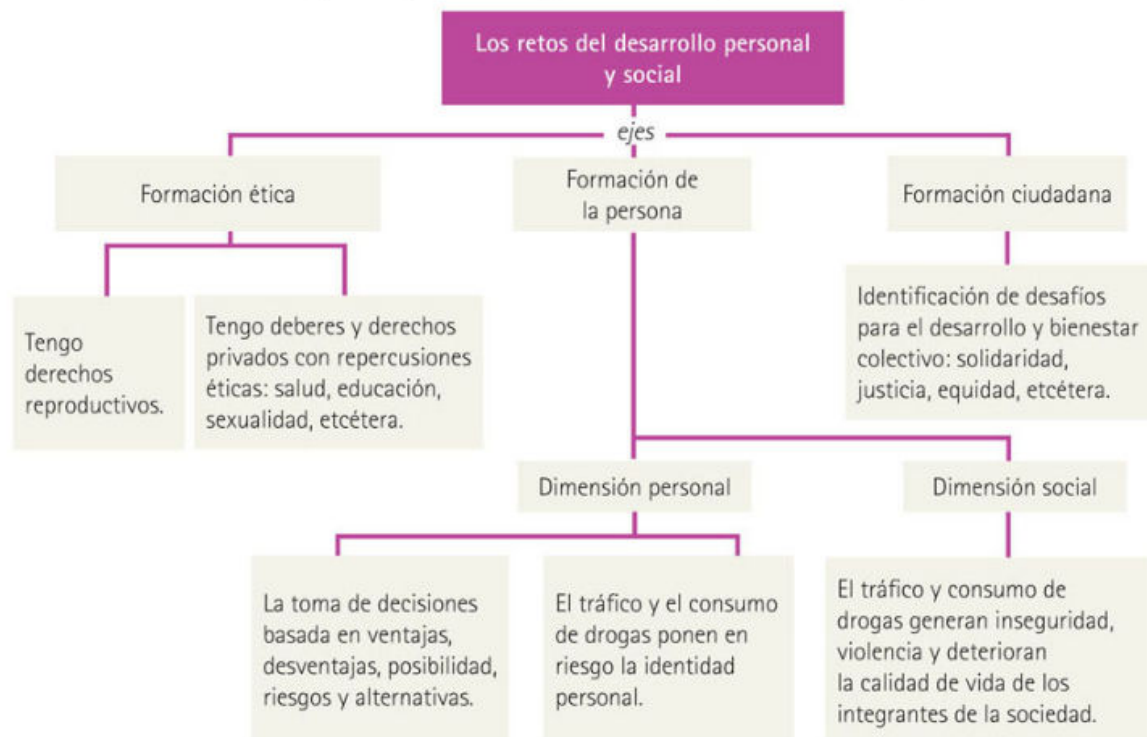 Los retos del desarrollo personal
y social
ejes
Formación ética
Formación de
la persona
Formación ciudadana
Tengo
derechos
reproductivos.
Tengo deberes y derechos
privados con repercusiones
éticas: salud, educación,
sexualidad, etcétera.
Identificación de desafíos
para el desarrollo y bienestar
colectivo: solidaridad,
justicia, equidad, etcétera.
Dimensión personal
Dimensión social
La toma de decisiones
basada en ventajas,
desventajas, posibilidad,
riesgos y alternativas.
El tráfico y el consumo
de drogas ponen en
riesgo la identidad
personal.
El tráfico y consumo de
drogas generan inseguridad,
violencia y deterioran
la calidad de vida de los
integrantes de la sociedad.